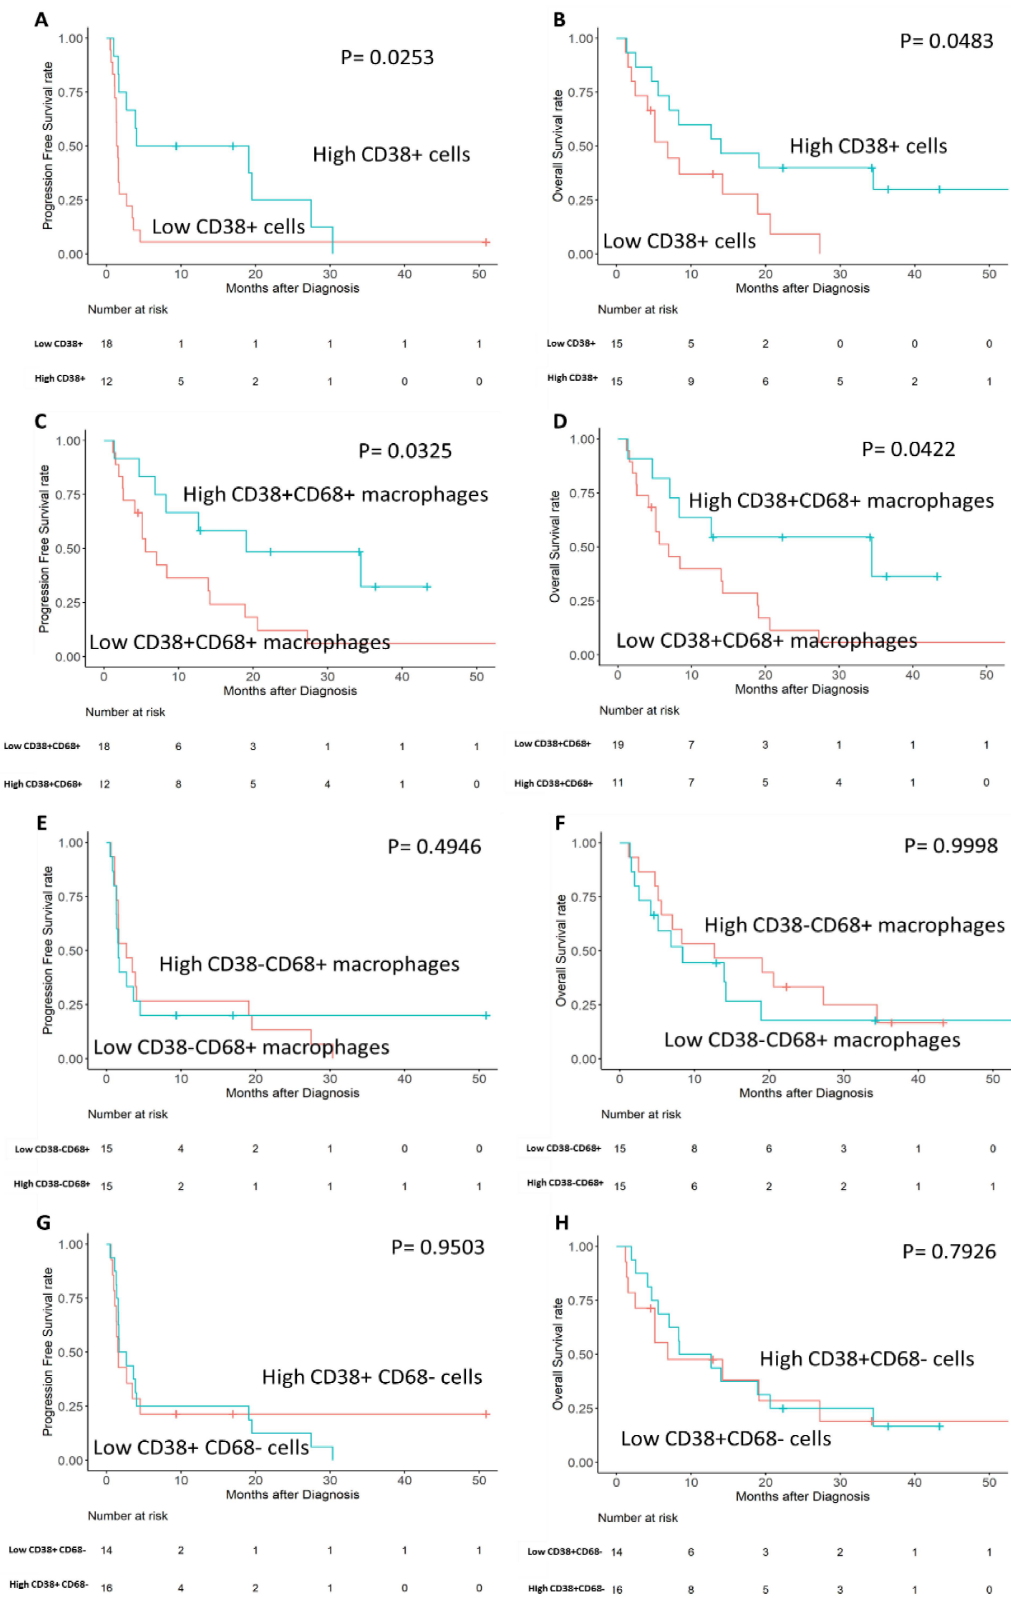 A
P= 0.0253
Progression Free Survival rate
1.00
0.75
0.50
0.25
0.00
High CD38+ cells
Low CD38+ cells
0 10 20 30 40 50
Months after Diagnosis
Number at risk
Low CD38+ 18 1 1 1 1 1
High CD38+ 12 5 2 1 0 0
B
P= 0.0483
Overall Survival rate
1.00
0.75
0.50
0.25
0.00
High CD38+ cells
Low CD38+ cells
0 10 20 30 40 50
Months after Diagnosis
Number at risk
Low CD38+ 15 5 2 0 0 0
High CD38+ 15 9 6 5 2 1
C
P= 0.0325
Progression Free Survival rate
1.00
0.75
0.50
0.25
0.00
High CD38+CD68+ macrophages
Low CD38+CD68+ macrophages
0 10 20 30 40 50
Months after Diagnosis
Number at risk
Low CD38+CD68+ 18 6 3 1 1 1
High CD38+CD68+ 12 8 5 4 1 0
D
P= 0.0422
Overall Survival rate
1.00
0.75
0.50
0.25
0.00
High CD38+CD68+ macrophages
Low CD38+CD68+ macrophages
0 10 20 30 40 50
Months after Diagnosis
Number at risk
Low CD38+CD68+ 19 7 3 1 1 1
High CD38+CD68+ 11 7 5 4 1 0
E
P= 0.4946
Progression Free Survival rate
1.00
0.75
0.50
0.25
0.00
High CD38-CD68+ macrophages
Low CD38-CD68+ macrophages
0 10 20 30 40 50
Months after Diagnosis
Number at risk
Low CD38-CD68+ 15 4 2 1 0 0
High CD38-CD68+ 15 2 1 1 1 1
F
P= 0.9998
Overall Survival rate
1.00
0.75
0.50
0.25
0.00
High CD38-CD68+ macrophages
Low CD38-CD68+ macrophages
0 10 20 30 40 50
Months after Diagnosis
Number at risk
Low CD38-CD68+ 15 8 6 3 1 0
High CD38-CD68+ 15 6 2 2 1 1
G
P= 0.9503
Progression Free Survival rate
1.00
0.75
0.50
0.25
0.00
High CD38+ CD68- cells
Low CD38+ CD68- cells
0 10 20 30 40 50
Months after Diagnosis
Number at risk
Low CD38+ CD68- 14 2 1 1 1 1
High CD38+ CD68- 16 4 2 1 0 0
H
P= 0.7926
Overall Survival rate
1.00
0.75
0.50
0.25
0.00
High CD38+CD68- cells
Low CD38+CD68- cells
0 10 20 30 40 50
Months after Diagnosis
Number at risk
Low CD38+CD68- 14 6 3 2 1 1
High CD38+CD68- 16 8 5 3 1 0